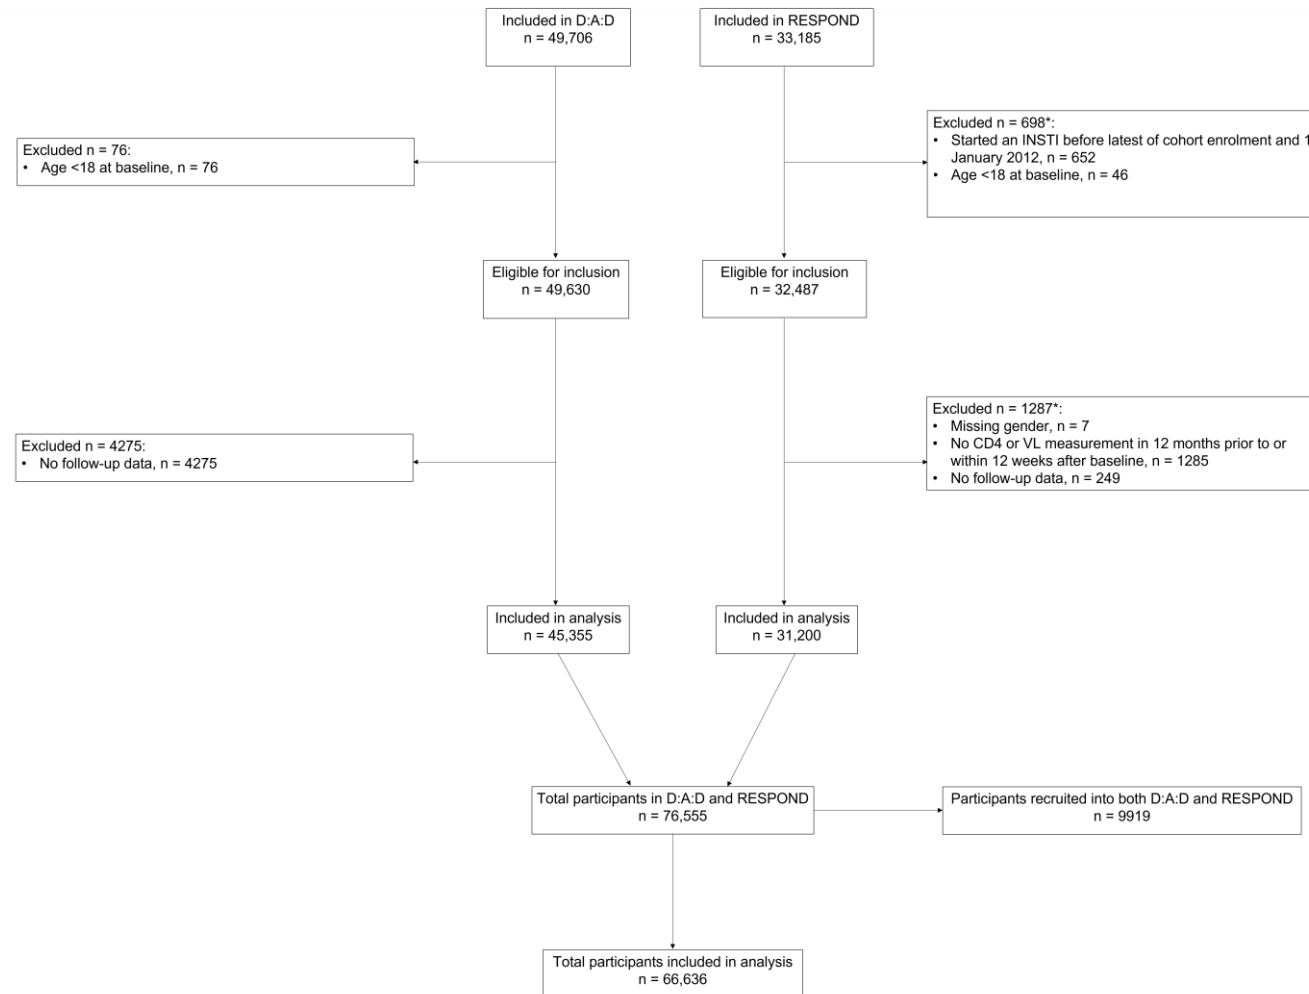 Included in D:A:D
n = 49,706
Included in RESPOND
n = 33,185
Excluded n = 76:
• Age <18 at baseline, n = 76
Excluded n = 698*:
• Started an INSTI before latest of cohort enrolment and 1
January 2012, n = 652
• Age <18 at baseline, n = 46
Eligible for inclusion
n = 49,630
Eligible for inclusion
n = 32,487
Excluded n = 4275:
• No follow-up data, n = 4275
Excluded n = 1287*:
• Missing gender, n = 7
• No CD4 or VL measurement in 12 months prior to or
within 12 weeks after baseline, n = 1285
• No follow-up data, n = 249
Included in analysis
n = 45,355
Included in analysis
n = 31,200
Total participants in D:A:D and RESPOND
n = 76,555
Participants recruited into both D:A:D and RESPOND
n = 9919
Total participants included in analysis
n = 66,636